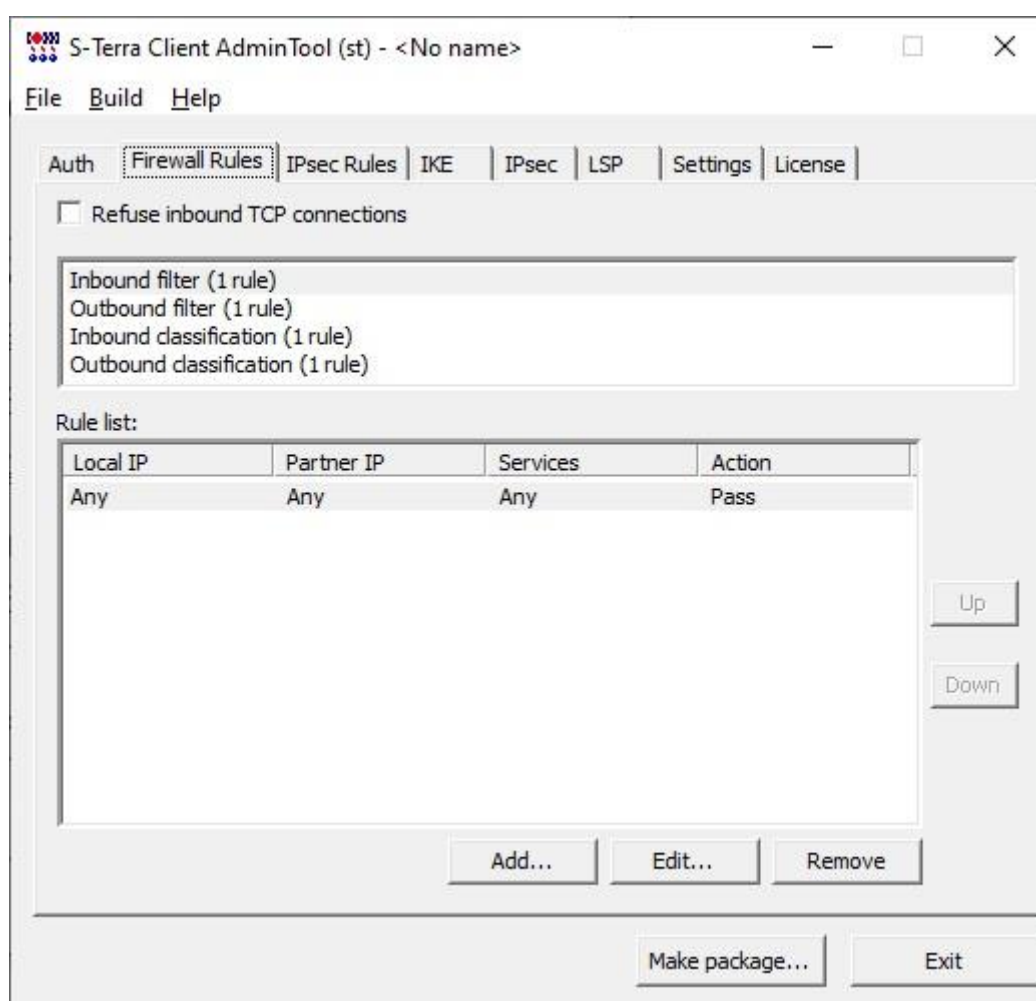 S-Terra Client AdminTool (st) - <No name>
File Build Help
Auth Firewall Rules IPsec Rules IKE IPsec LSP Settings License
Refuse inbound TCP connections
Inbound filter (1 rule)
Outbound filter (1 rule)
Inbound classification (1 rule)
Outbound classification (1 rule)
Rule list:
Local IP Partner IP Services Action
Any Any Any Pass
Up
Down
Add... Edit... Remove
Make package... Exit